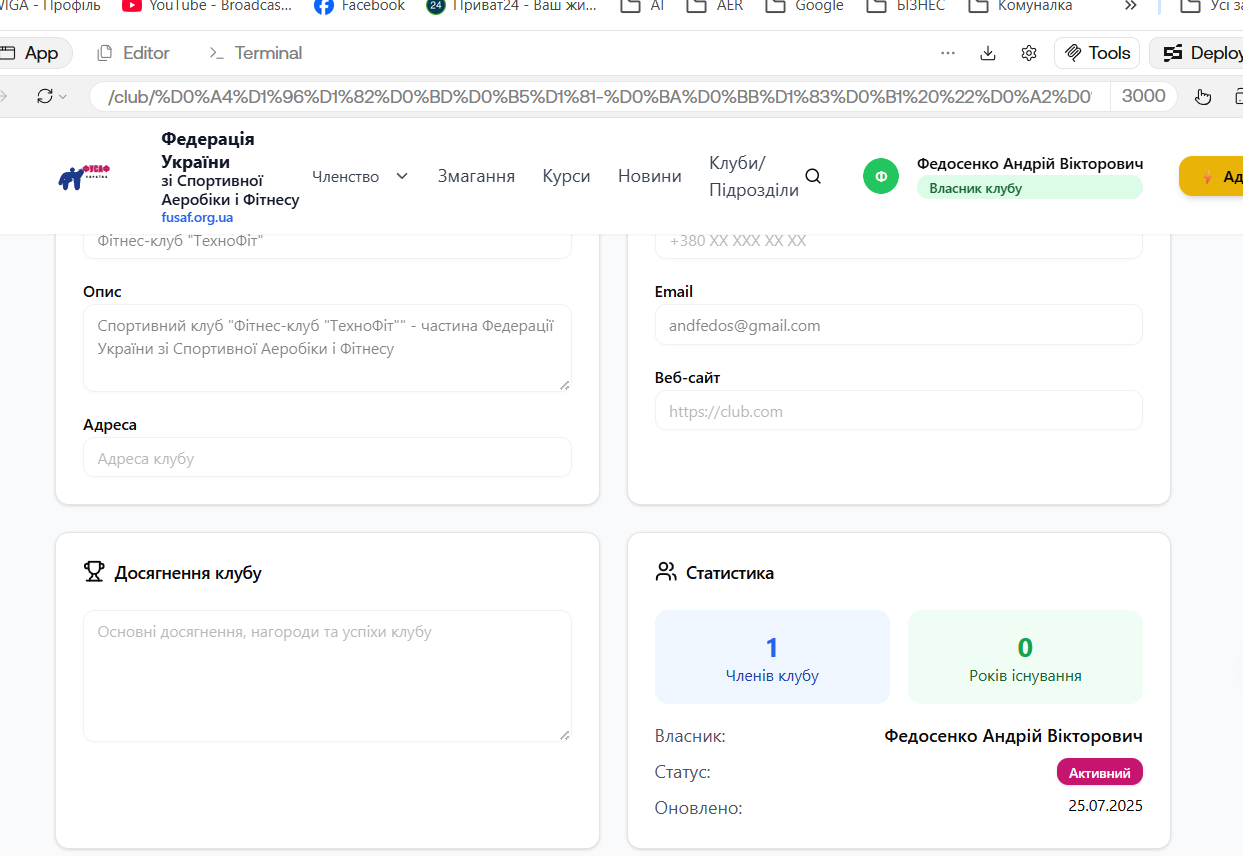 YouTube - Broadcas...
Facebook
24
Приват24 - Ваш жи...
AI
AER
Google
БІЗНЕС
Комуналка
App
Editor
Terminal
Tools
/club/%D0%A4%D1%96%D1%82%D0%BD%D0%B5%D1%81-%D0%BA%D0%BB%D1%83%D0%B1%20%22%D0%A2%D0
3000
ФУСАФ
УКРАЇНА
Федерація
України
зі Спортивної
Аеробіки і Фітнесу
fusaf.org.ua
Членство
Змагання
Курси
Новини
Клуби/
Підрозділи
Ф
Федосенко Андрій Вікторович
Власник клубу
Фітнес-клуб "ТехноФіт"
Опис
Спортивний клуб "Фітнес-клуб "ТехноФіт"" - частина Федерації
України зі Спортивної Аеробіки і Фітнесу
Адреса
Адреса клубу
+380 XX XXX XX XX
Email
andfedos@gmail.com
Веб-сайт
https://club.com
Досягнення клубу
Основні досягнення, нагороди та успіхи клубу
Статистика
1
Членів клубу
0
Років існування
Власник:
Федосенко Андрій Вікторович
Статус:
Активний
Оновлено:
25.07.2025